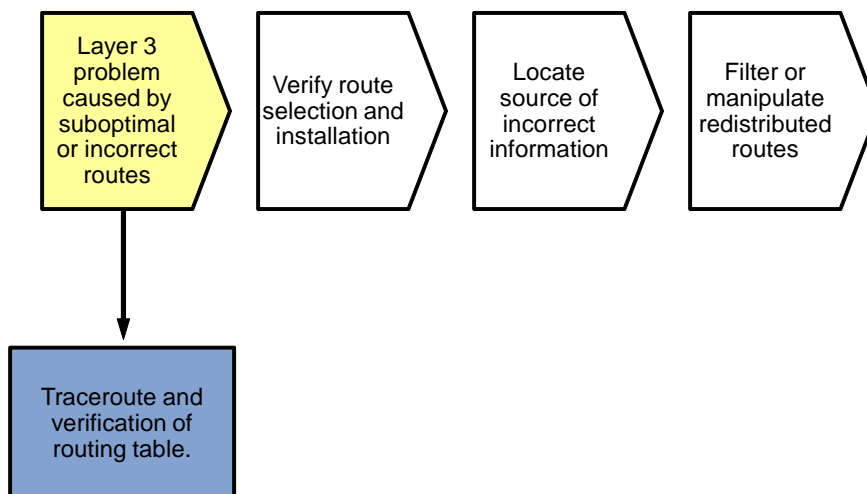 Layer 3
problem
caused by
suboptimal
or incorrect
routes
Verify route
selection and
installation
Locate
source of
incorrect
information
Filter or
manipulate
redistributed
routes
Traceroute and
verification of
routing table.